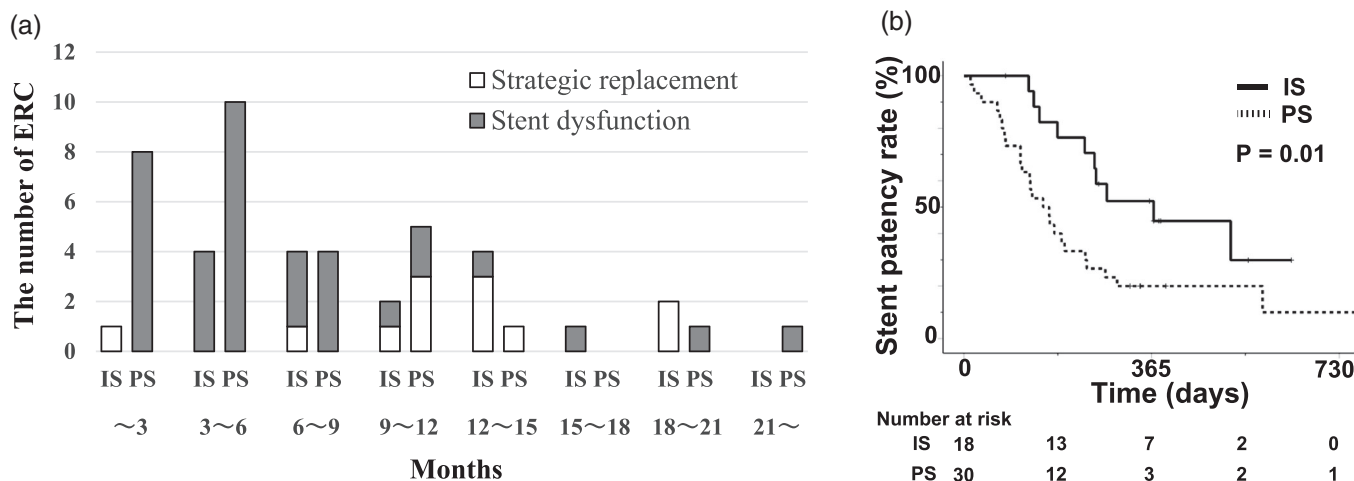 (a)
12
10
8
6
4
2
0
The number of ERC
Strategic replacement
Stent dysfunction
IS PS IS PS IS PS IS PS IS PS IS PS IS PS IS PS
～3 3～6 6～9 9～12 12～15 15～18 18～21 21～
Months
(b)
100
50
0
Stent patency rate (%)
IS
PS
P = 0.01
0 365 730
Time (days)
Number at risk
IS 18 13 7 2 0
PS 30 12 3 2 1